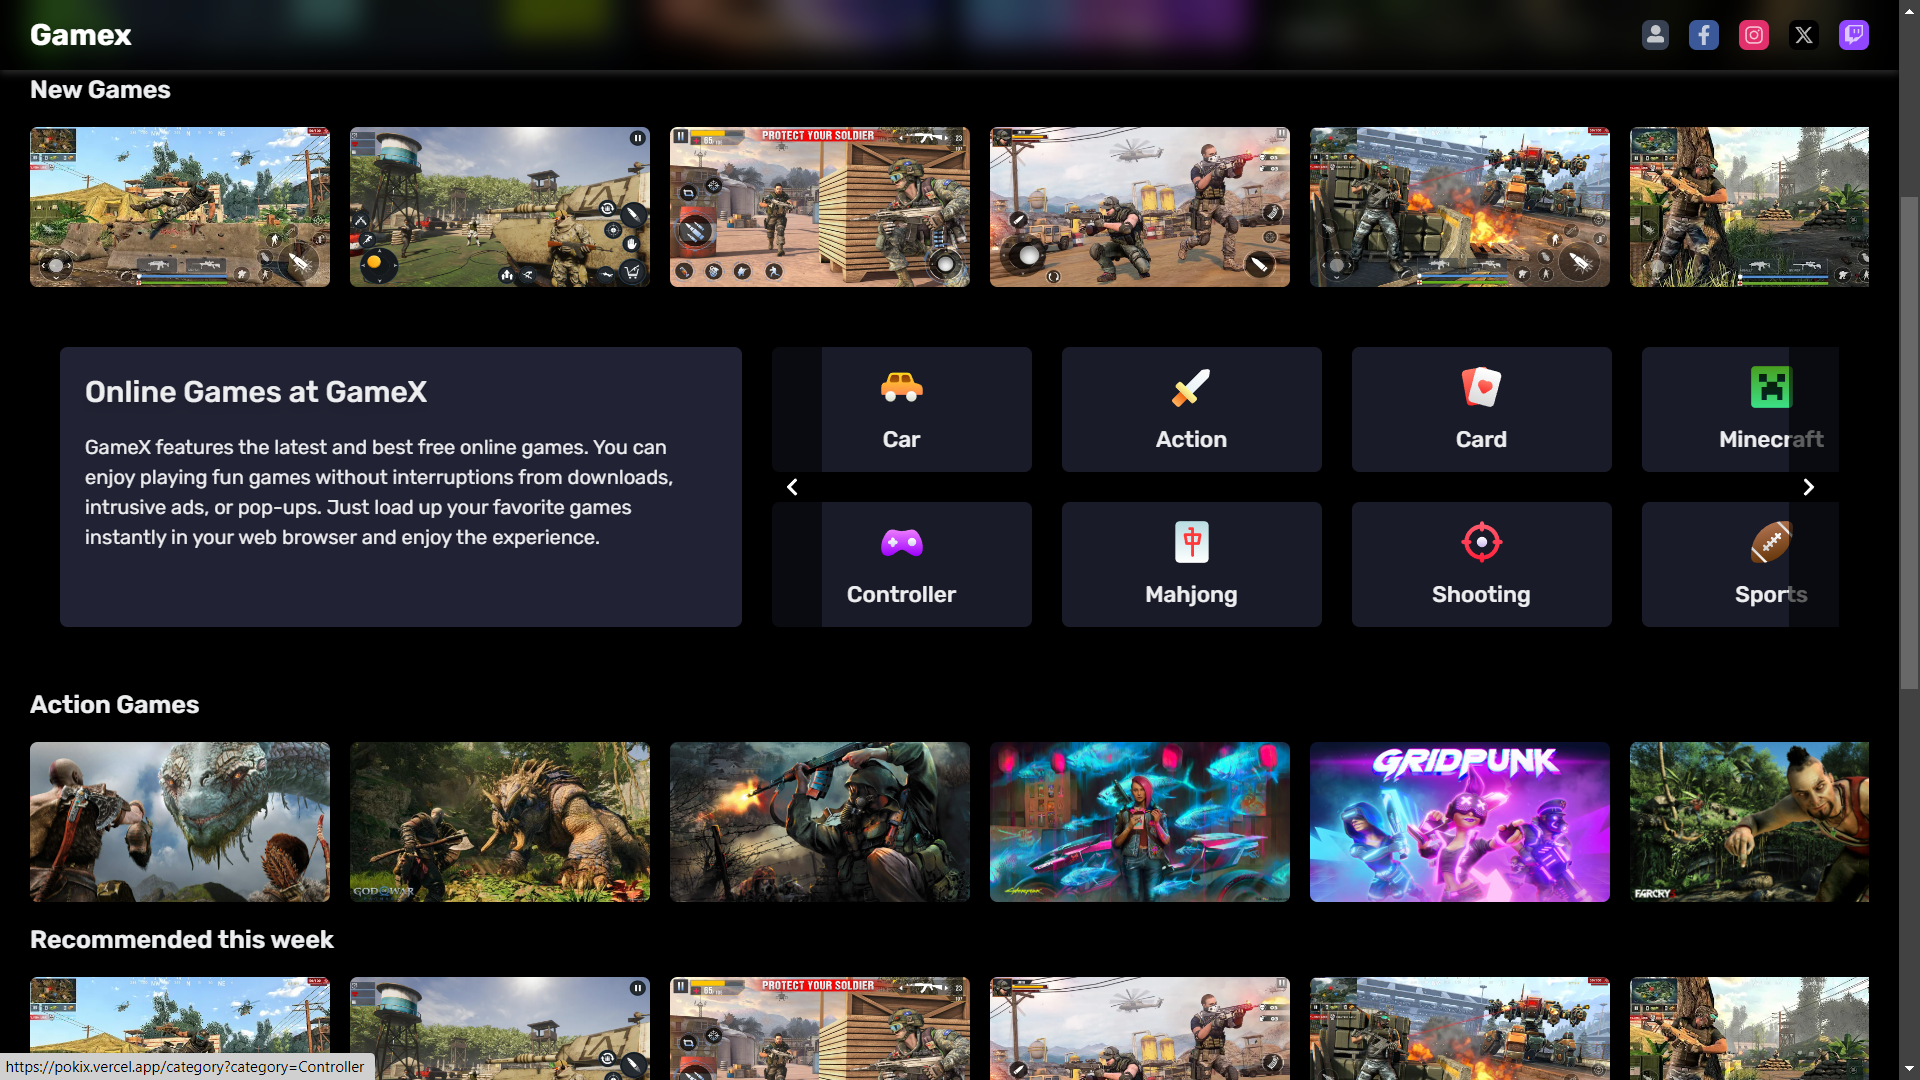 Gamex
New Games
PROTECT YOUR SOLDIER
65
23
Online Games at GameX
GameX features the latest and best free online games. You can
enjoy playing fun games without interruptions from downloads,
intrusive ads, or pop-ups. Just load up your favorite games
instantly in your web browser and enjoy the experience.
Car
Action
Card
Minecraft
Controller
Mahjong
Shooting
Sports
Action Games
GOD OF WAR
GRIDPUNK
FARCRY
Recommended this week
PROTECT YOUR SOLDIER
65
23
https://pokix.vercel.app/category?category=Controller